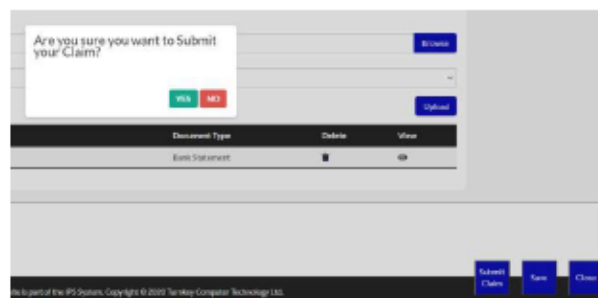 Are you sure you want to Submit
your Claim?
Browse
YES NO
Upload
Document Type Delete View
Bank Statement
Submit
Claim
Save
Close
site is part of the IPS System. Copyright © 2020 Turnkey Computer Technology Ltd.